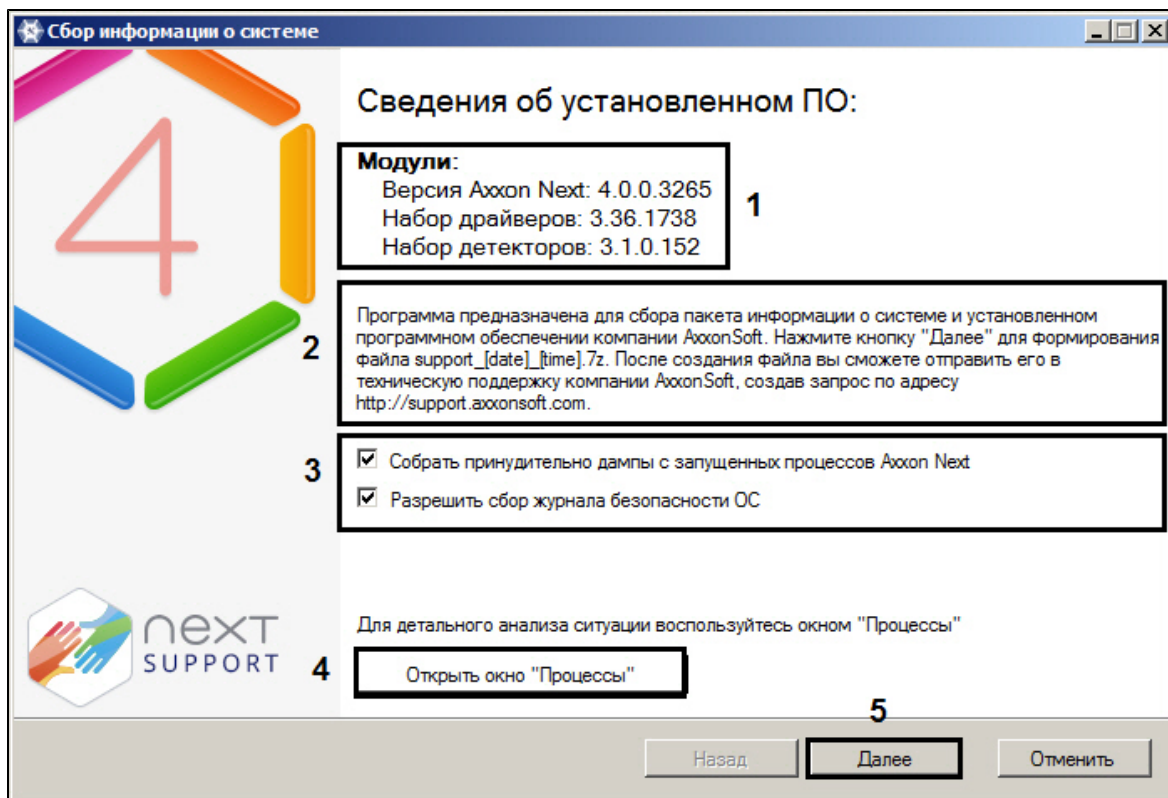 Сбор информации о системе
4
Сведения об установленном ПО:
Модули:
Версия Axxon Next: 4.0.0.3265
Набор драйверов: 3.36.1738
Набор детекторов: 3.1.0.152
1
Программа предназначена для сбора пакета информации о системе и установленном
программном обеспечении компании AxxonSoft. Нажмите кнопку "Далее" для формирования
файла support_[date]_[time].7z. После создания файла вы сможете отправить его в
техническую поддержку компании AxxonSoft, создав запрос по адресу
http://support.axxonsoft.com.
2
3
Собрать принудительно дампы с запущенных процессов Axxon Next
Разрешить сбор журнала безопасности ОС
next
SUPPORT
Для детального анализа ситуации воспользуйтесь окном "Процессы"
4
Открыть окно "Процессы"
5
Назад
Далее
Отменить